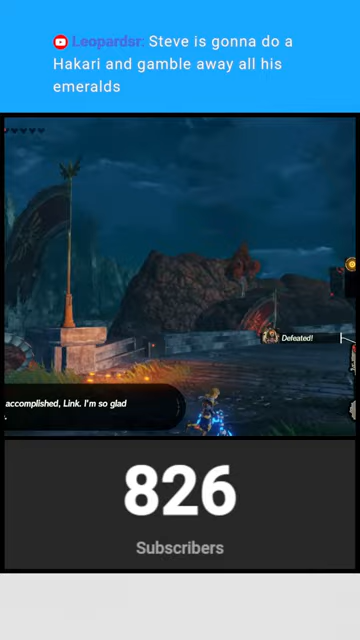 Leopardsr: Steve is gonna do a
Hakari and gamble away all his
emeralds
Defeated!
accomplished, Link. I'm so glad
826
Subscribers